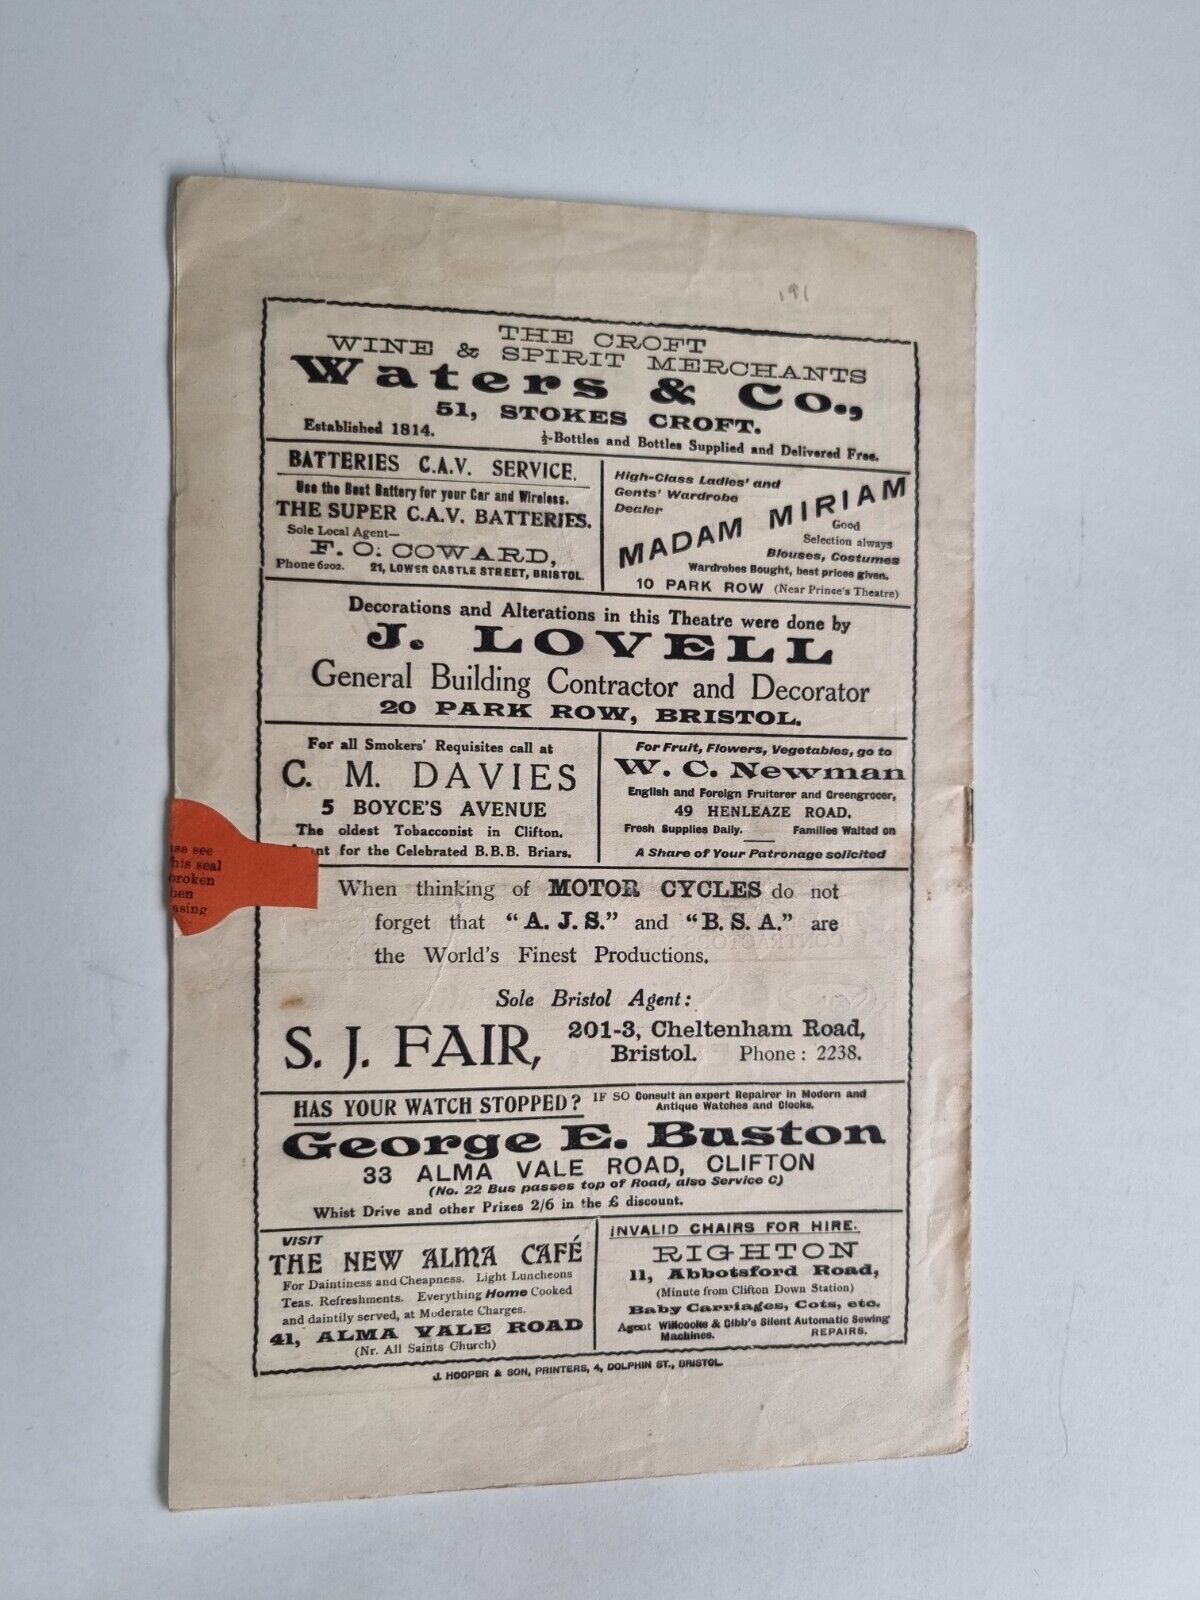 191
THE CROFT
WINE & SPIRIT MERCHANTS
Waters & Co.,
51, STOKES CROFT.
Established 1814.
½-Bottles and Bottles Supplied and Delivered Free.
BATTERIES C.A.V. SERVICE.
Use the Best Battery for your Car and Wireless.
THE SUPER C.A.V. BATTERIES.
Sole Local Agent—
F. O. COWARD,
Phone 6202. 21, LOWER CASTLE STREET, BRISTOL.
High-Class Ladies' and
Gents' Wardrobe
Dealer
MADAM MIRIAM
Good
Selection always
Blouses, Costumes
Wardrobes Bought, best prices given.
10 PARK ROW (Near Prince's Theatre)
Decorations and Alterations in this Theatre were done by
J. LOVELL
General Building Contractor and Decorator
20 PARK ROW, BRISTOL.
For all Smokers' Requisites call at
C. M. DAVIES
5 BOYCE'S AVENUE
The oldest Tobacconist in Clifton.
nt for the Celebrated B.B.B. Briars.
For Fruit, Flowers, Vegetables, go to
W. C. Newman
English and Foreign Fruiterer and Greengrocer,
49 HENLEAZE ROAD.
Fresh Supplies Daily. Families Waited on
A Share of Your Patronage solicited
see
his seal
broken
hen
When thinking of MOTOR CYCLES do not
forget that "A. J. S." and "B. S. A." are
the World's Finest Productions.
Sole Bristol Agent:
S. J. FAIR,
201-3, Cheltenham Road,
Bristol. Phone: 2238.
HAS YOUR WATCH STOPPED?
IF SO Consult an expert Repairer in Modern and
Antique Watches and Clocks.
George E. Buston
33 ALMA VALE ROAD, CLIFTON
(No. 22 Bus passes top of Road, also Service C)
Whist Drive and other Prizes 2/6 in the £ discount.
VISIT
THE NEW ALMA CAFÉ
For Daintiness and Cheapness. Light Luncheons
Teas. Refreshments. Everything Home Cooked
and daintily served, at Moderate Charges.
41, ALMA VALE ROAD
(Nr. All Saints Church)
INVALID CHAIRS FOR HIRE.
RIGHTON
11, Abbotsford Road,
(Minute from Clifton Down Station)
Baby Carriages, Cots, etc.
Agent Willcocks & Gibb's Silent Automatic Sewing
Machines. REPAIRS.
J. HOOPER & SON, PRINTERS, 4, DOLPHIN ST., BRISTOL.